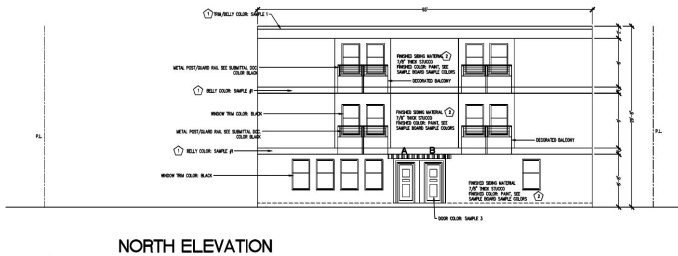 1 TRIM/BELLY COLOR: SAMPLE 1
METAL POST/GUARD RAIL SEE SUBMITTAL DOC.
COLOR BLACK
FINISHED SIDING MATERIAL 2
7/8" THICK STUCCO
FINISHED COLOR: PAINT, SEE
SAMPLE BOARD SAMPLE COLORS
DECORATED BALCONY
1 BELLY COLOR: SAMPLE #1
WINDOW TRIM COLOR: BLACK
FINISHED SIDING MATERIAL 2
7/8" THICK STUCCO
FINISHED COLOR: PAINT, SEE
SAMPLE BOARD SAMPLE COLORS
METAL POST/GUARD RAIL SEE SUBMITTAL DOC.
COLOR BLACK
DECORATED BALCONY
P.L.
P.L.
1 BELLY COLOR: SAMPLE #1
A B
WINDOW TRIM COLOR: BLACK
FINISHED SIDING MATERIAL
7/8" THICK STUCCO
FINISHED COLOR: PAINT, SEE
SAMPLE BOARD SAMPLE COLORS 2
DOOR COLOR: SAMPLE 3
NORTH ELEVATION